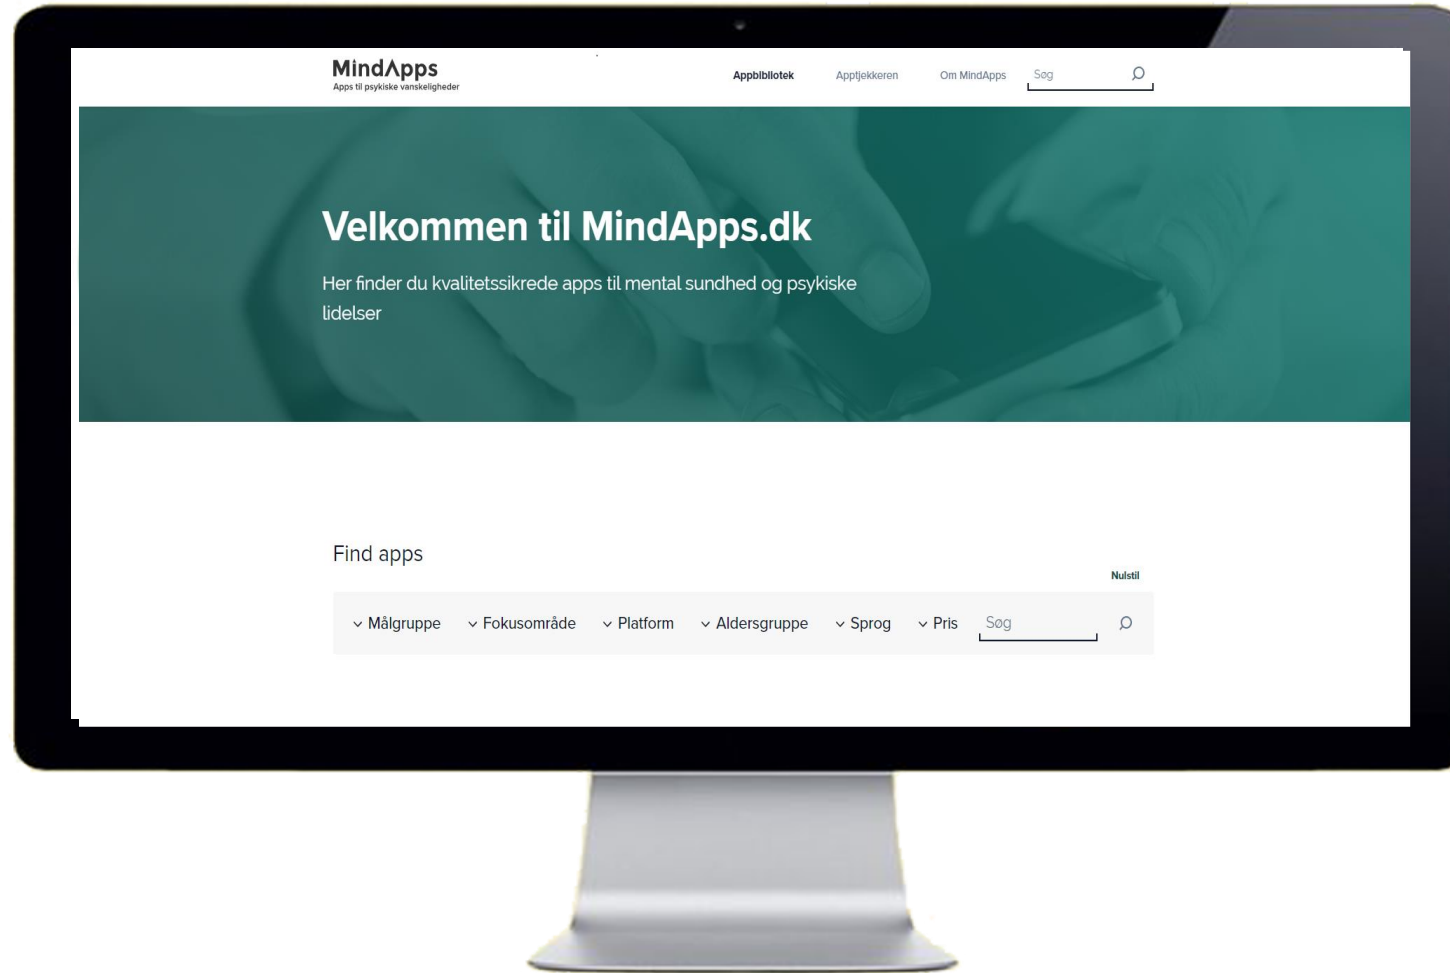 MindApps
Apps til psykiske vanskeligheder
Appbibliotek
Apptjekkeren
Om MindApps
Søg
Velkommen til MindApps.dk
Her finder du kvalitetssikrede apps til mental sundhed og psykiske
lidelser
Find apps
Nulstil
Målgruppe
Fokusområde
Platform
Aldersgruppe
Sprog
Pris
Søg